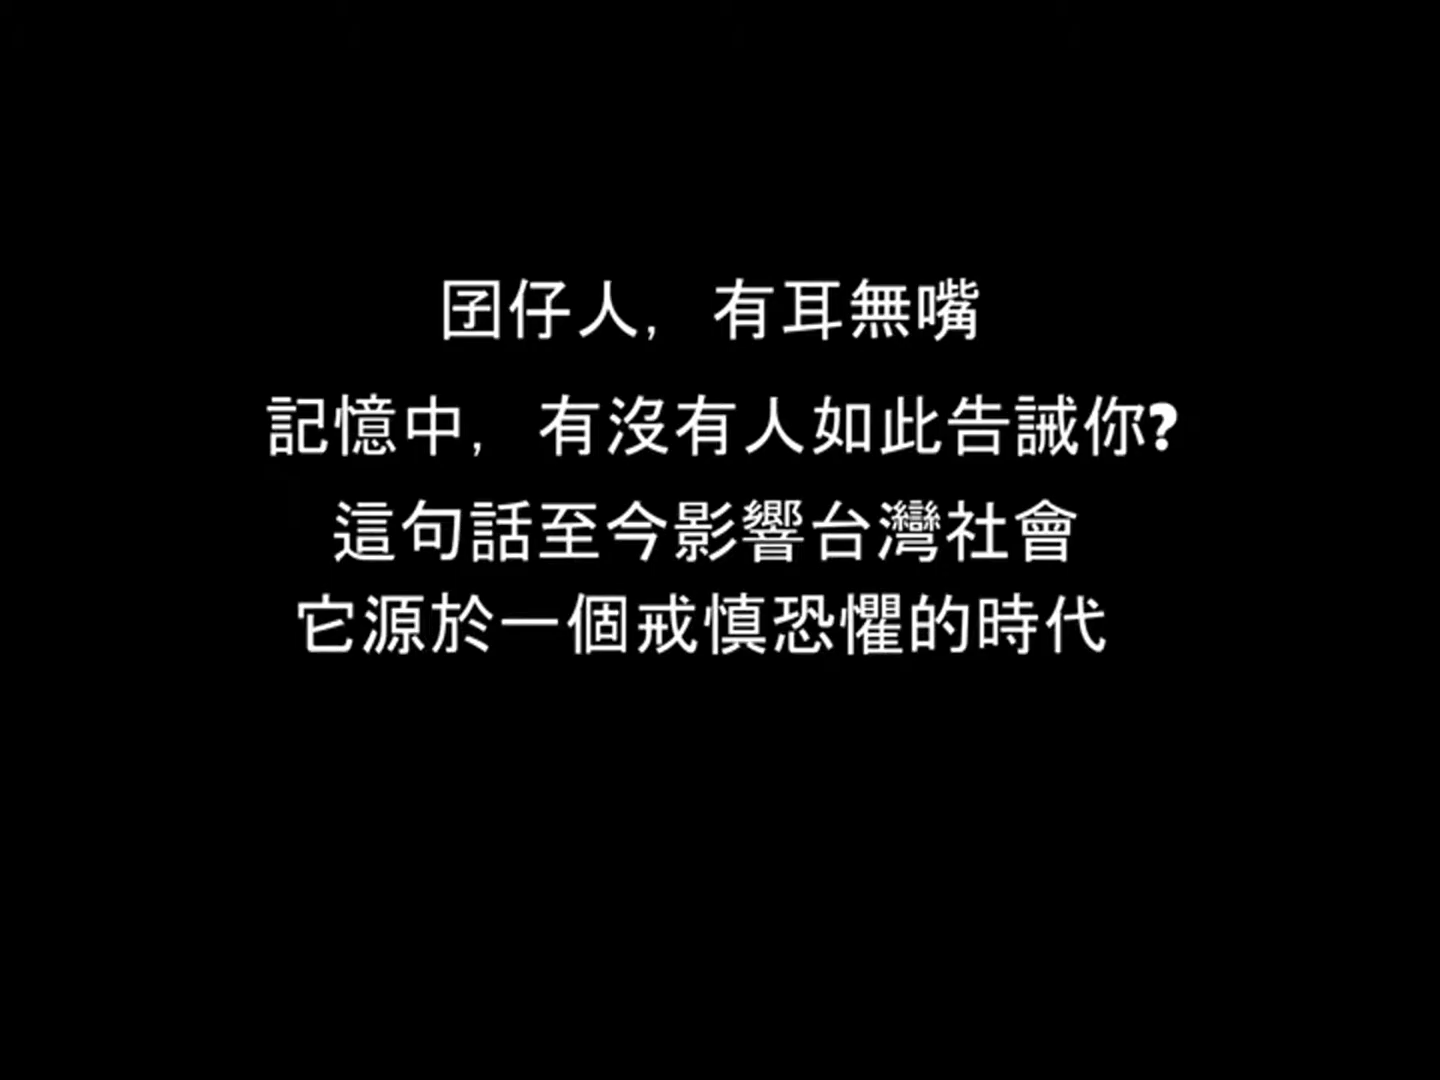 囝仔人，有耳無嘴
記憶中，有沒有人如此告誡你?
這句話至今影響台灣社會
它源於一個戒慎恐懼的時代